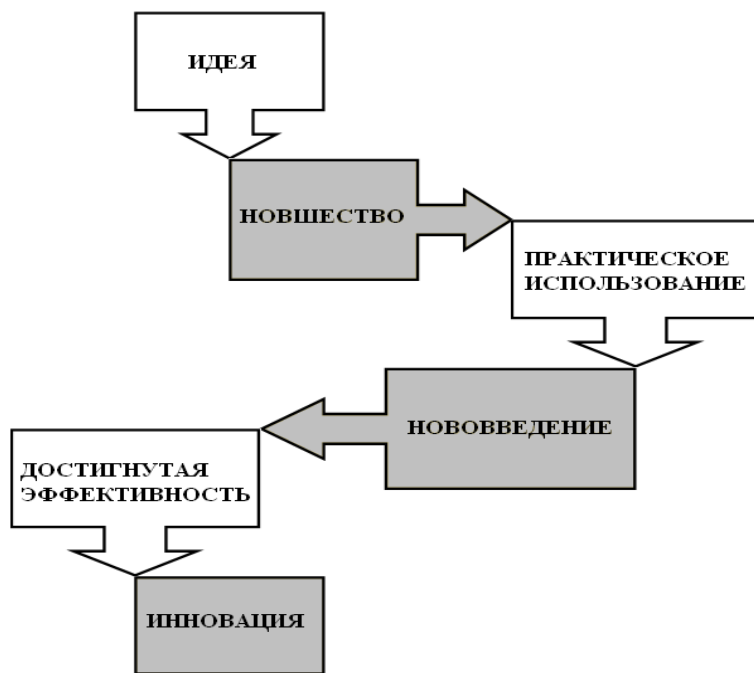 ИДЕЯ
НОВШЕСТВО
ПРАКТИЧЕСКОЕ
ИСПОЛЬЗОВАНИЕ
НОВОВВЕДЕНИЕ
ДОСТИГНУТАЯ
ЭФФЕКТИВНОСТЬ
ИННОВАЦИЯ